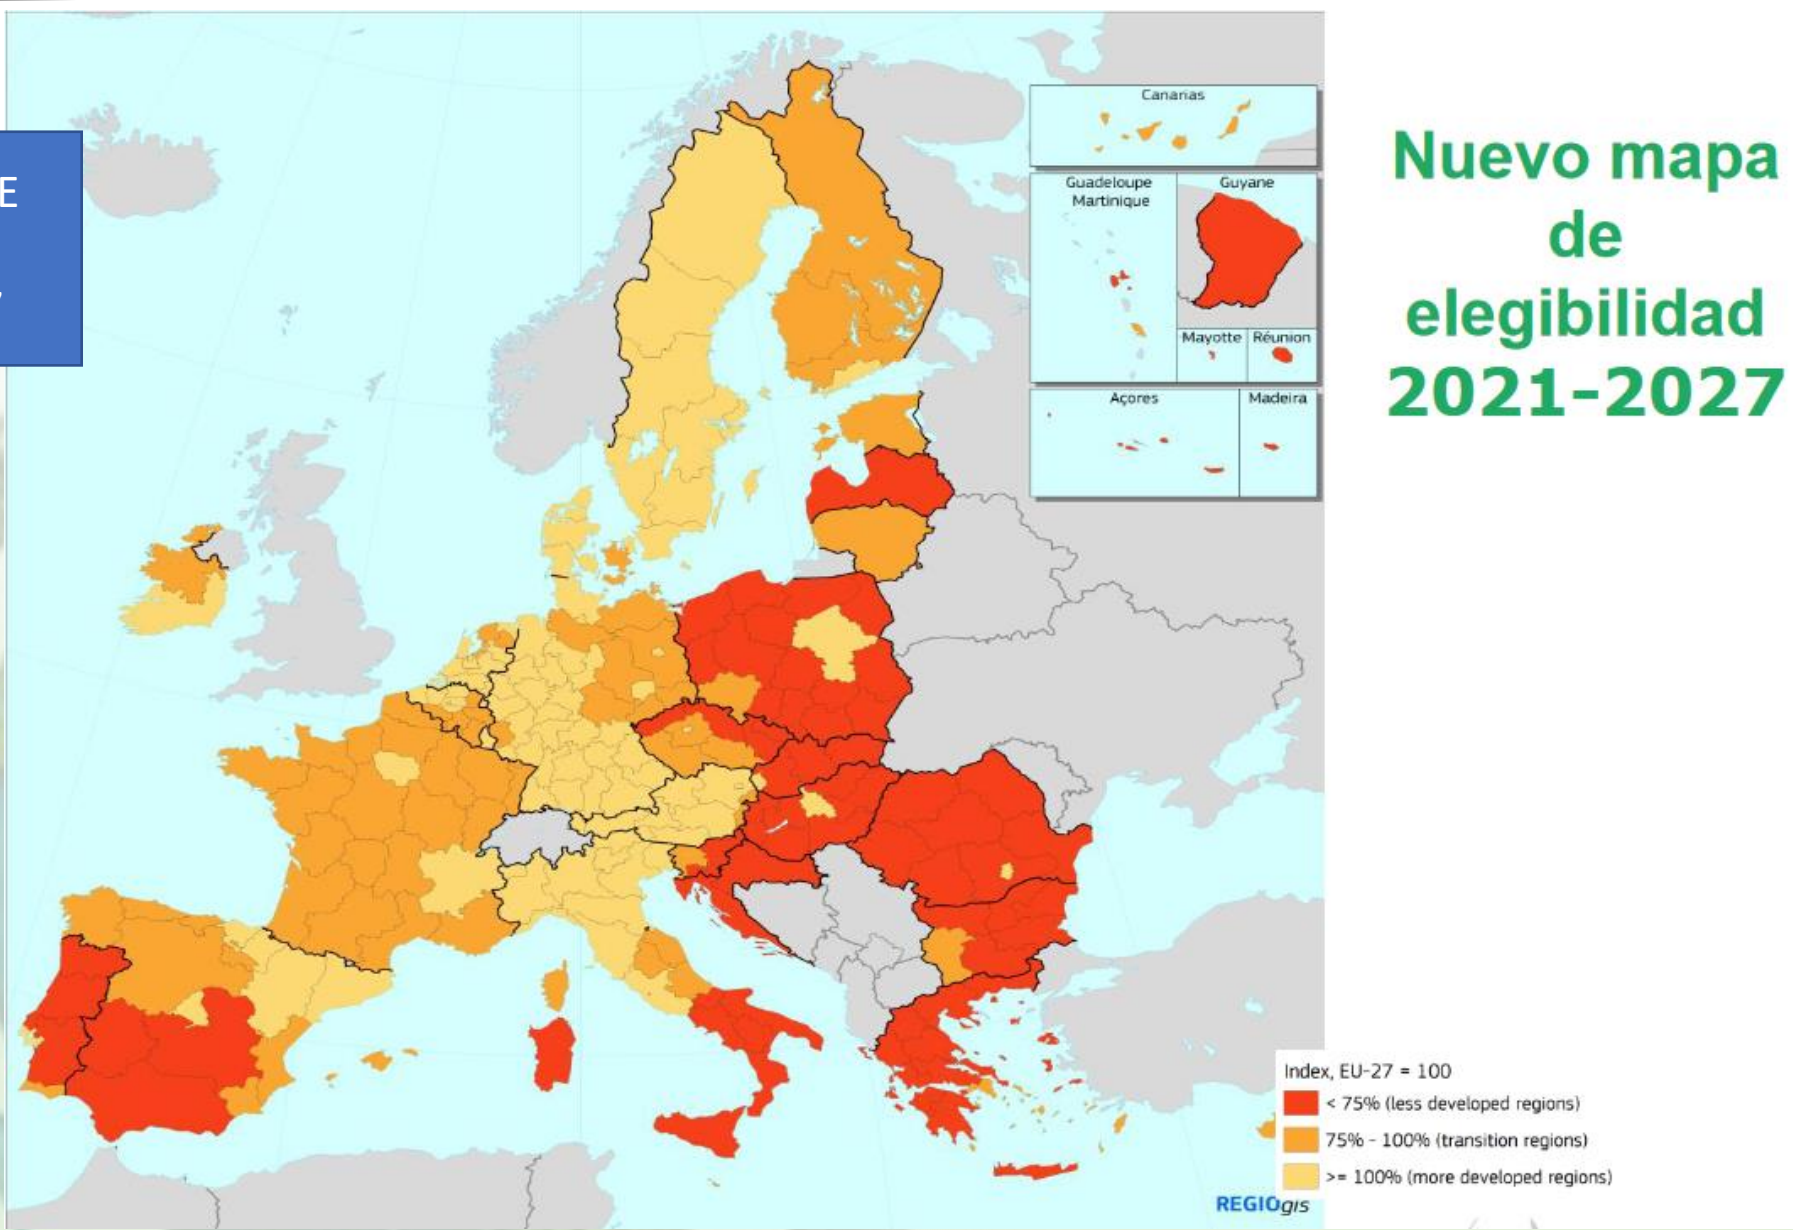 E
Canarias
Guadeloupe
Martinique
Guyane
Mayotte
Réunion
Açores
Madeira
Nuevo mapa
de
elegibilidad
2021-2027
Index, EU-27 = 100
< 75% (less developed regions)
75% - 100% (transition regions)
>= 100% (more developed regions)
REGIOgis